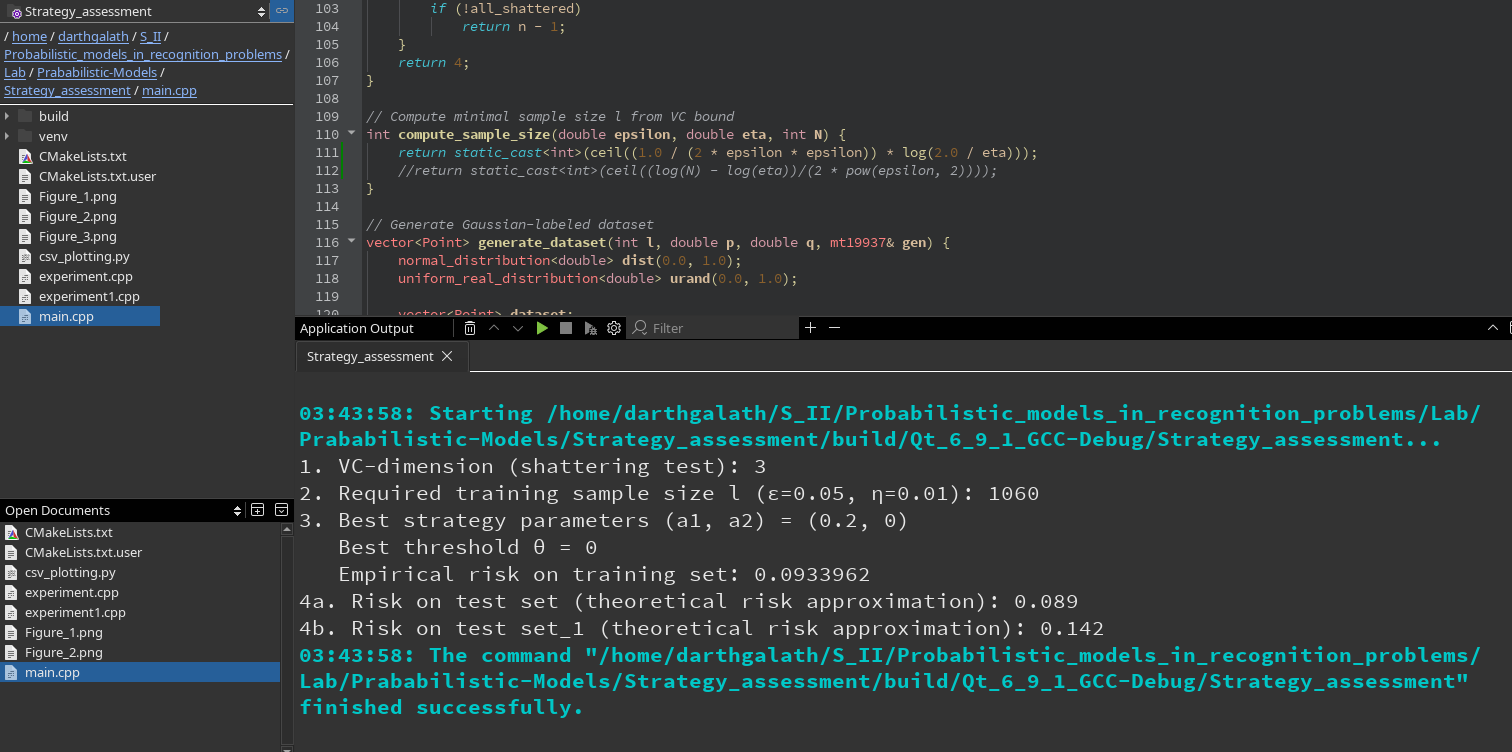 Strategy_assessment
/ home / darthgalath / S_II /
Probabilistic_models_in_recognition_problems /
Lab / Prababilistic-Models /
Strategy_assessment / main.cpp
build
venv
CMakeLists.txt
CMakeLists.txt.user
Figure_1.png
Figure_2.png
Figure_3.png
csv_plotting.py
experiment.cpp
experiment1.cpp
main.cpp
Open Documents
CMakeLists.txt
CMakeLists.txt.user
csv_plotting.py
experiment.cpp
experiment1.cpp
Figure_1.png
Figure_2.png
main.cpp
103 if (!all_shattered)
104 return n - 1;
105 }
106 return 4;
107 }
108
109 // Compute minimal sample size l from VC bound
110 int compute_sample_size(double epsilon, double eta, int N) {
111 return static_cast<int>(ceil((1.0 / (2 * epsilon * epsilon)) * log(2.0 / eta)));
112 //return static_cast<int>(ceil((log(N) - log(eta))/(2 * pow(epsilon, 2))));
113 }
114
115 // Generate Gaussian-labeled dataset
116 vector<Point> generate_dataset(int l, double p, double q, mt19937& gen) {
117 normal_distribution<double> dist(0.0, 1.0);
118 uniform_real_distribution<double> urand(0.0, 1.0);
119
120 vector<Point> dataset;
Application Output
Filter
Strategy_assessment
03:43:58: Starting /home/darthgalath/S_II/Probabilistic_models_in_recognition_problems/Lab/
Prababilistic-Models/Strategy_assessment/build/Qt_6_9_1_GCC-Debug/Strategy_assessment...
1. VC-dimension (shattering test): 3
2. Required training sample size l (ε=0.05, η=0.01): 1060
3. Best strategy parameters (a1, a2) = (0.2, 0)
Best threshold θ = 0
Empirical risk on training set: 0.0933962
4a. Risk on test set (theoretical risk approximation): 0.089
4b. Risk on test set_1 (theoretical risk approximation): 0.142
03:43:58: The command "/home/darthgalath/S_II/Probabilistic_models_in_recognition_problems/
Lab/Prababilistic-Models/Strategy_assessment/build/Qt_6_9_1_GCC-Debug/Strategy_assessment"
finished successfully.